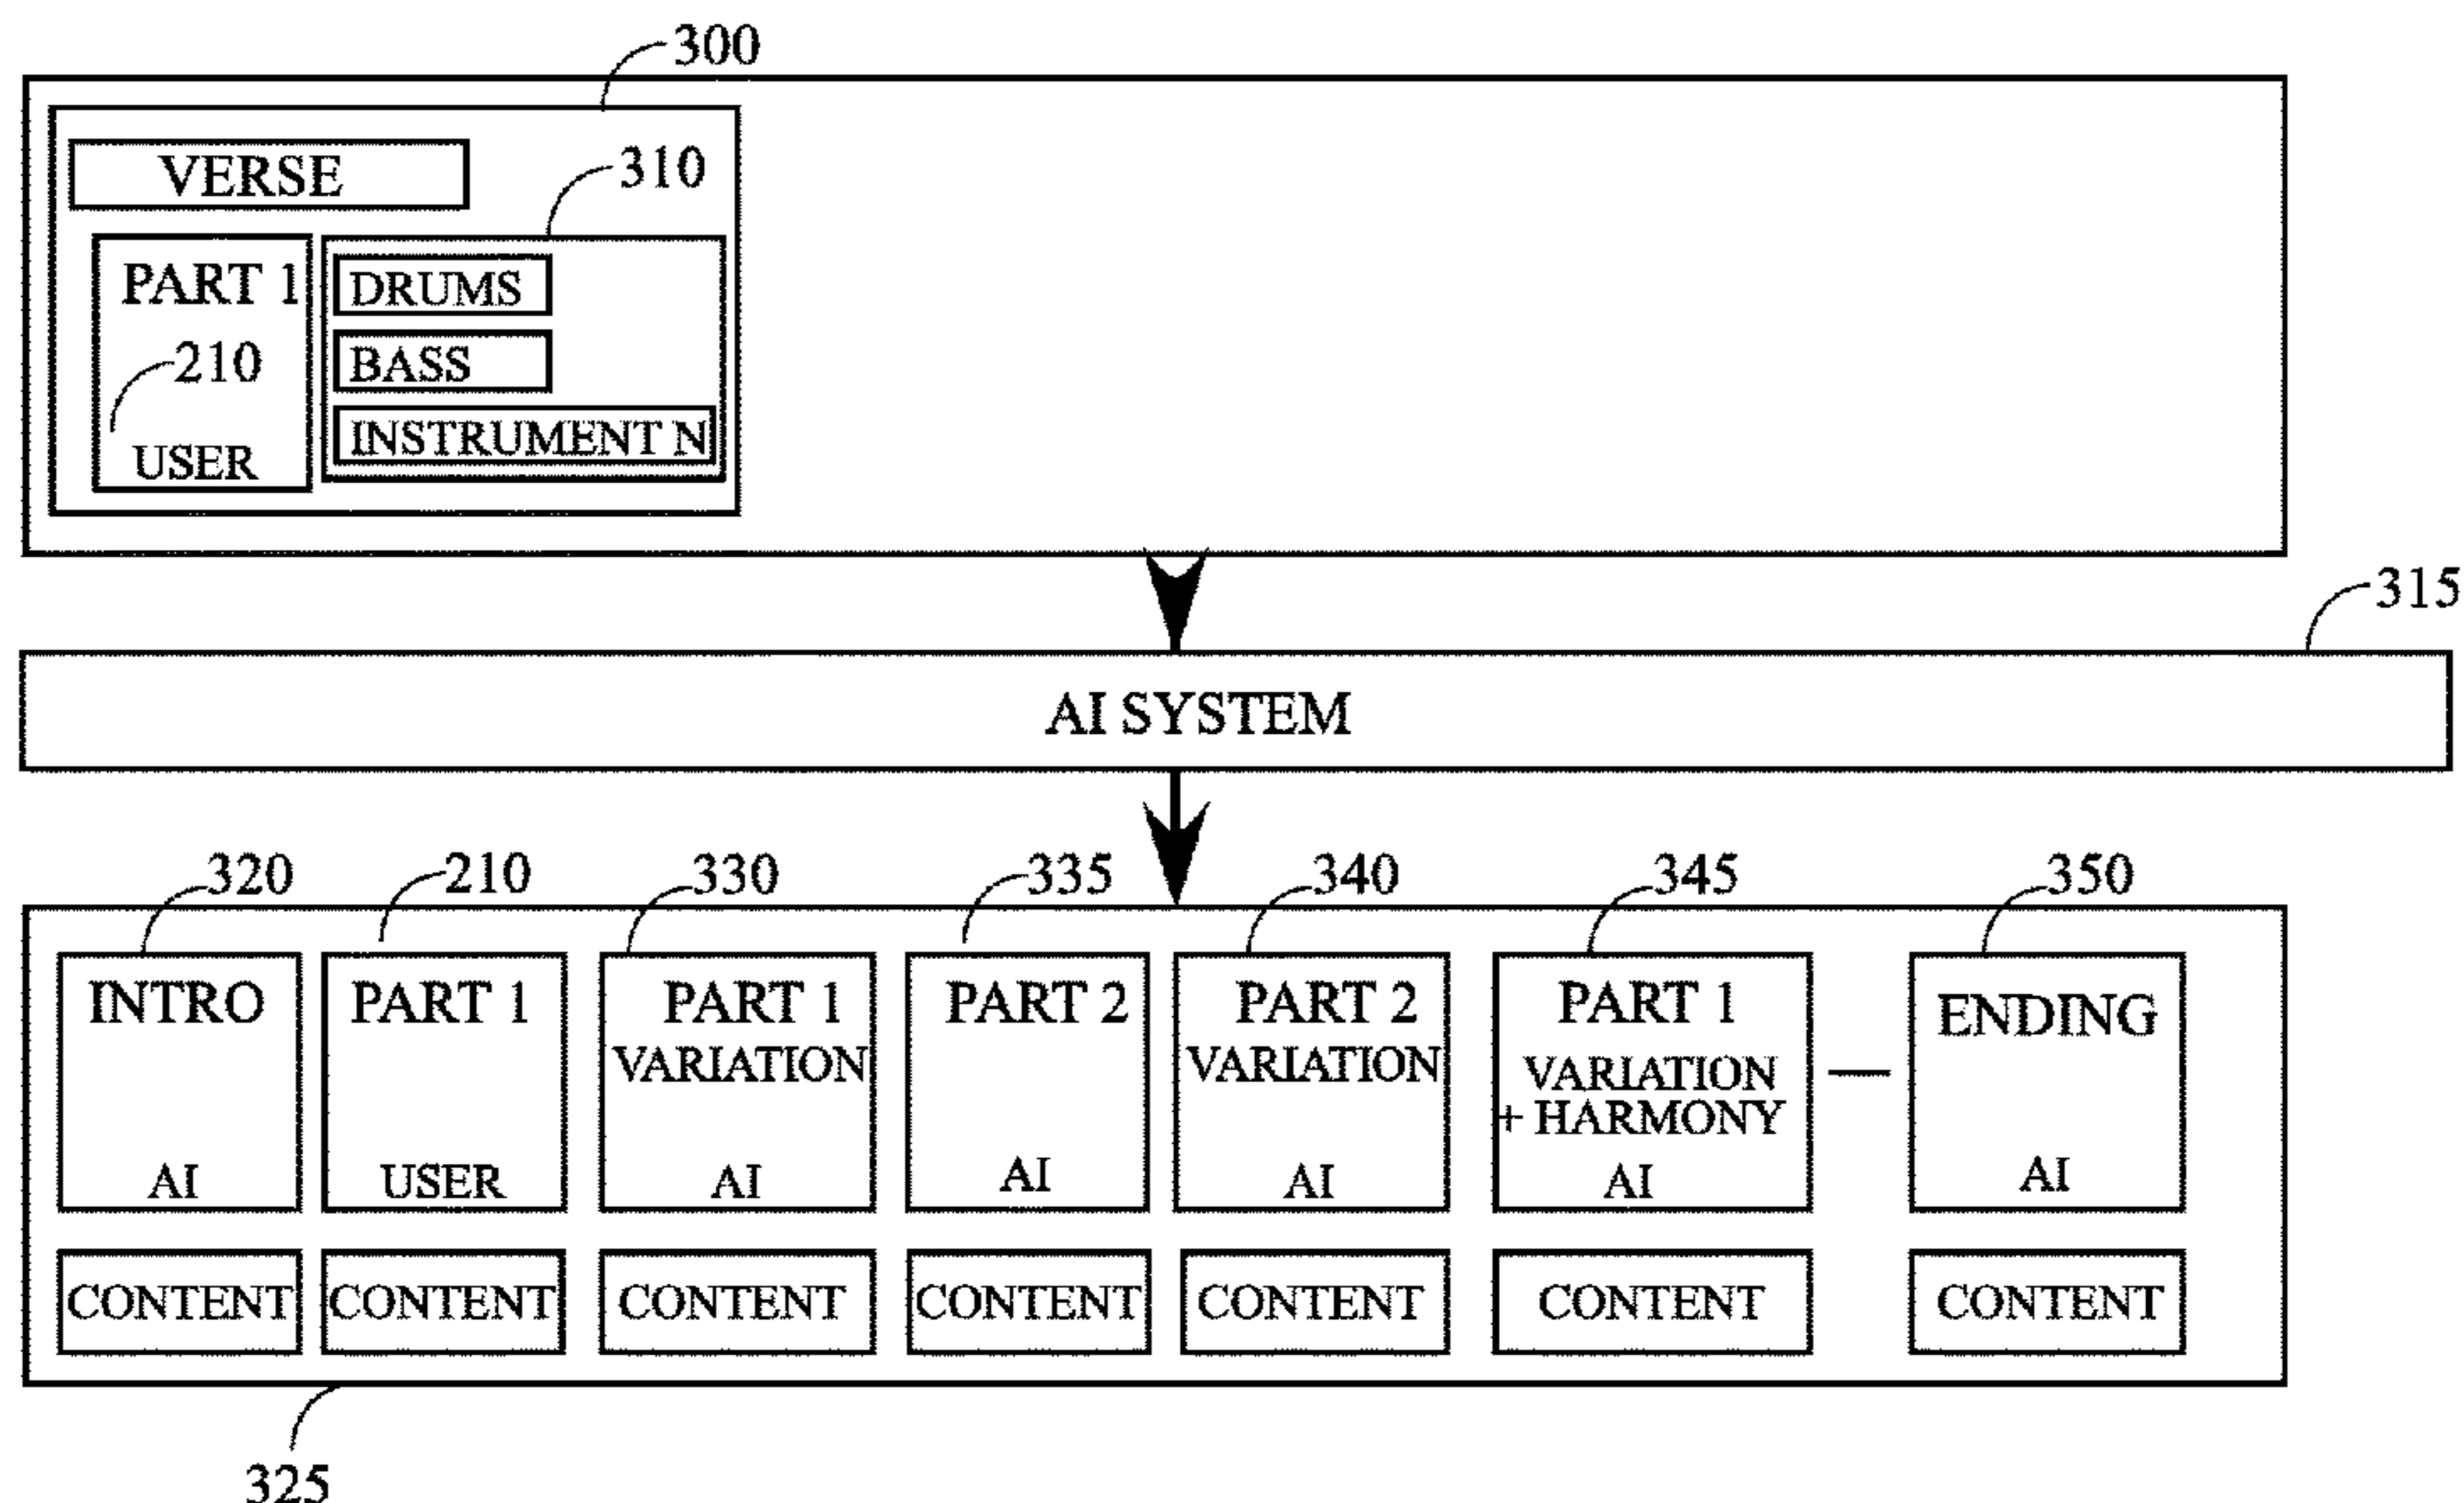 300
VERSE
310
PART 1
DRUMS
210
BASS
USER
INSTRUMENT N
315
AI SYSTEM
320
210
330
335
340
345
350
INTRO
AI
PART 1
USER
PART 1
VARIATION
AI
PART 2
AI
PART 2
VARIATION
AI
PART 1
VARIATION
+ HARMONY
AI
ENDING
AI
CONTENT
CONTENT
CONTENT
CONTENT
CONTENT
CONTENT
CONTENT
325